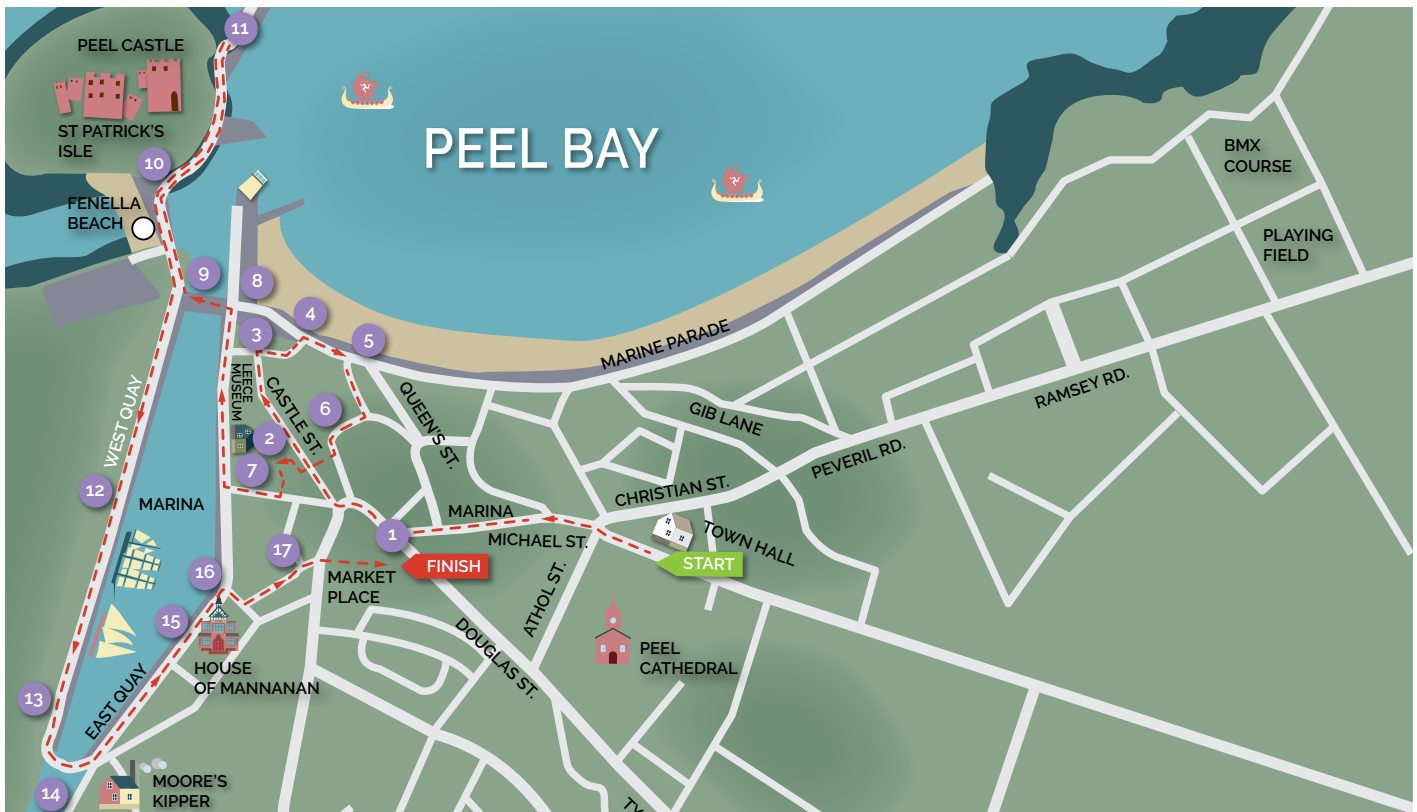 11
PEEL CASTLE
ST PATRICK'S
ISLE
PEEL BAY
10
BMX
COURSE
FENELLA
BEACH
PLAYING
FIELD
9
8
4
3
5
MARINE PARADE
LEECE
MUSEUM
CASTLE ST.
QUEEN'S ST.
WEST QUAY
RAMSEY RD.
6
GIB LANE
2
7
PEVERIL RD.
12
MARINA
CHRISTIAN ST.
MARINA
1
MICHAEL ST.
TOWN HALL
17
FINISH
START
16
MARKET
PLACE
ATHOL ST.
15
DOUGLAS ST.
PEEL
CATHEDRAL
HOUSE
OF MANNANAN
13
EAST QUAY
14
MOORE'S
KIPPER